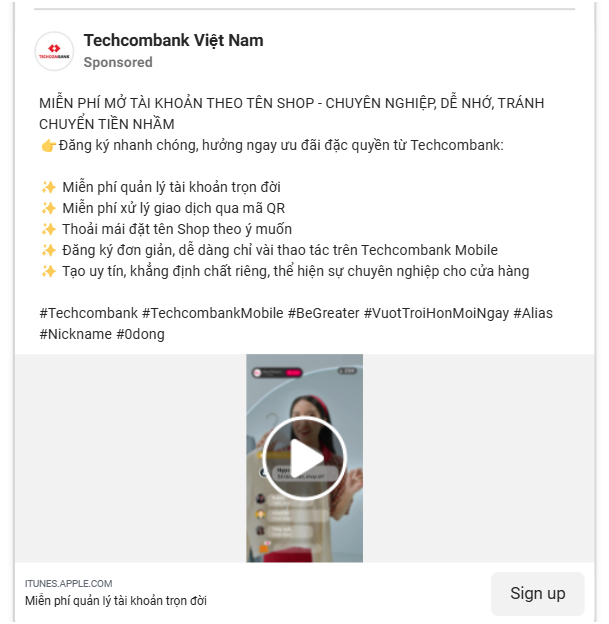 Techcombank Việt Nam
TECHCOMBANK
Sponsored
MIỄN PHÍ MỞ TÀI KHOẢN THEO TÊN SHOP - CHUYÊN NGHIỆP, DỄ NHỚ, TRÁNH
CHUYỂN TIỀN NHẦM
👉Đăng ký nhanh chóng, hưởng ngay ưu đãi đặc quyền từ Techcombank:
✨ Miễn phí quản lý tài khoản trọn đời
✨ Miễn phí xử lý giao dịch qua mã QR
✨ Thoải mái đặt tên Shop theo ý muốn
✨ Đăng ký đơn giản, dễ dàng chỉ vài thao tác trên Techcombank Mobile
✨ Tạo uy tín, khẳng định chất riêng, thể hiện sự chuyên nghiệp cho cửa hàng
#Techcombank #TechcombankMobile #BeGreater #VuotTroiHonMoiNgay #Alias
#Nickname #0dong
ITUNES.APPLE.COM
Miễn phí quản lý tài khoản trọn đời
Sign up